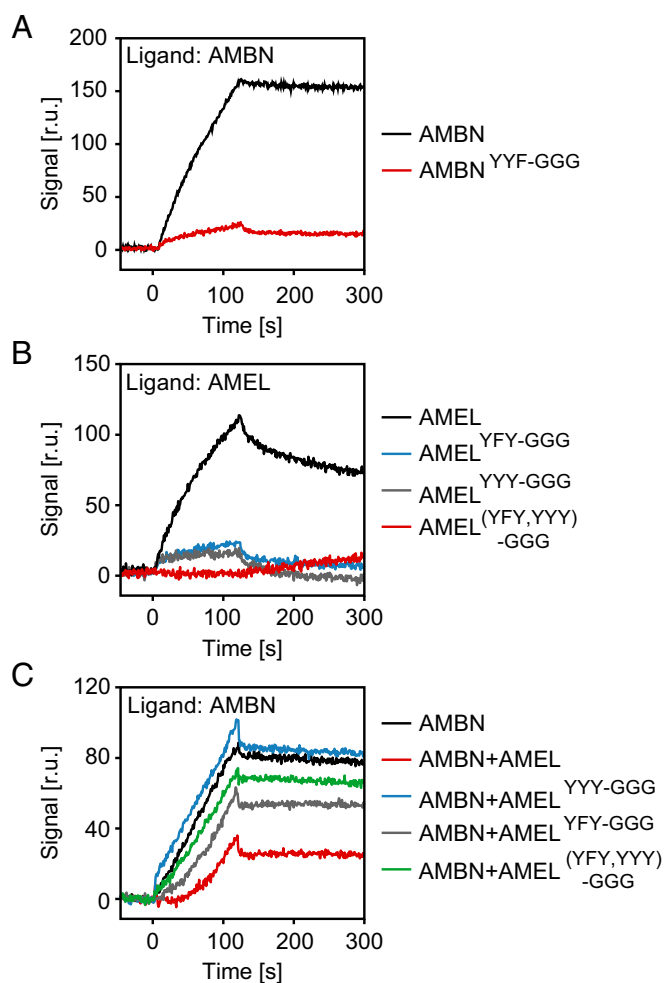 A
200
150
100
50
0
Signal [r.u.]
Ligand: AMBN
AMBN
AMBN YYF-GGG
0 100 200 300
Time [s]
B
150
100
50
0
Signal [r.u.]
Ligand: AMEL
AMEL
AMEL YFY-GGG
AMEL YYY-GGG
AMEL (YFY,YYY)
-GGG
0 100 200 300
Time [s]
C
120
80
40
0
Signal [r.u.]
Ligand: AMBN
AMBN
AMBN+AMEL
AMBN+AMEL YYY-GGG
AMBN+AMEL YFY-GGG
AMBN+AMEL (YFY,YYY)
-GGG
0 100 200 300
Time [s]